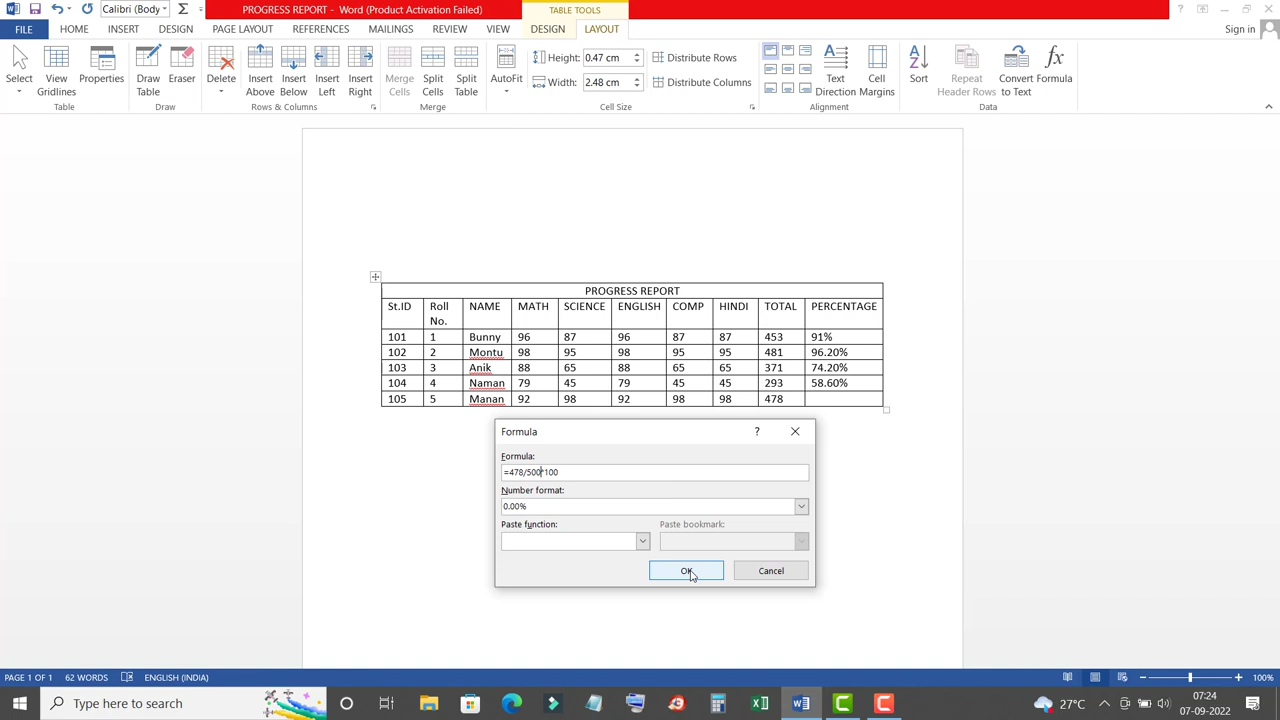 PROGRESS REPORT - Word (Product Activation Failed)
Calibri (Body
TABLE TOOLS
FILE HOME INSERT DESIGN PAGE LAYOUT REFERENCES MAILINGS REVIEW VIEW DESIGN LAYOUT Sign in
Select View Gridlines Properties Draw Table Eraser Delete Insert Above Insert Below Insert Left Insert Right Merge Cells Split Cells Split Table AutoFit Height: 0.47 cm Distribute Rows Text Direction Cell Margins Sort Repeat Header Rows Convert to Text Formula
Width: 2.48 cm Distribute Columns
Table Draw Rows & Columns Merge Cell Size Alignment Data
PROGRESS REPORT
St.ID Roll No. NAME MATH SCIENCE ENGLISH COMP HINDI TOTAL PERCENTAGE
101 1 Bunny 96 87 96 87 87 453 91%
102 2 Montu 98 95 98 95 95 481 96.20%
103 3 Anik 88 65 88 65 65 371 74.20%
104 4 Naman 79 45 79 45 45 293 58.60%
105 5 Manan 92 98 92 98 98 478
Formula ?
Formula:
=478/500*100
Number format:
0.00%
Paste function: Paste bookmark:
OK Cancel
PAGE 1 OF 1 62 WORDS ENGLISH (INDIA) 100%
Type here to search 27°C 07:24
07-09-2022